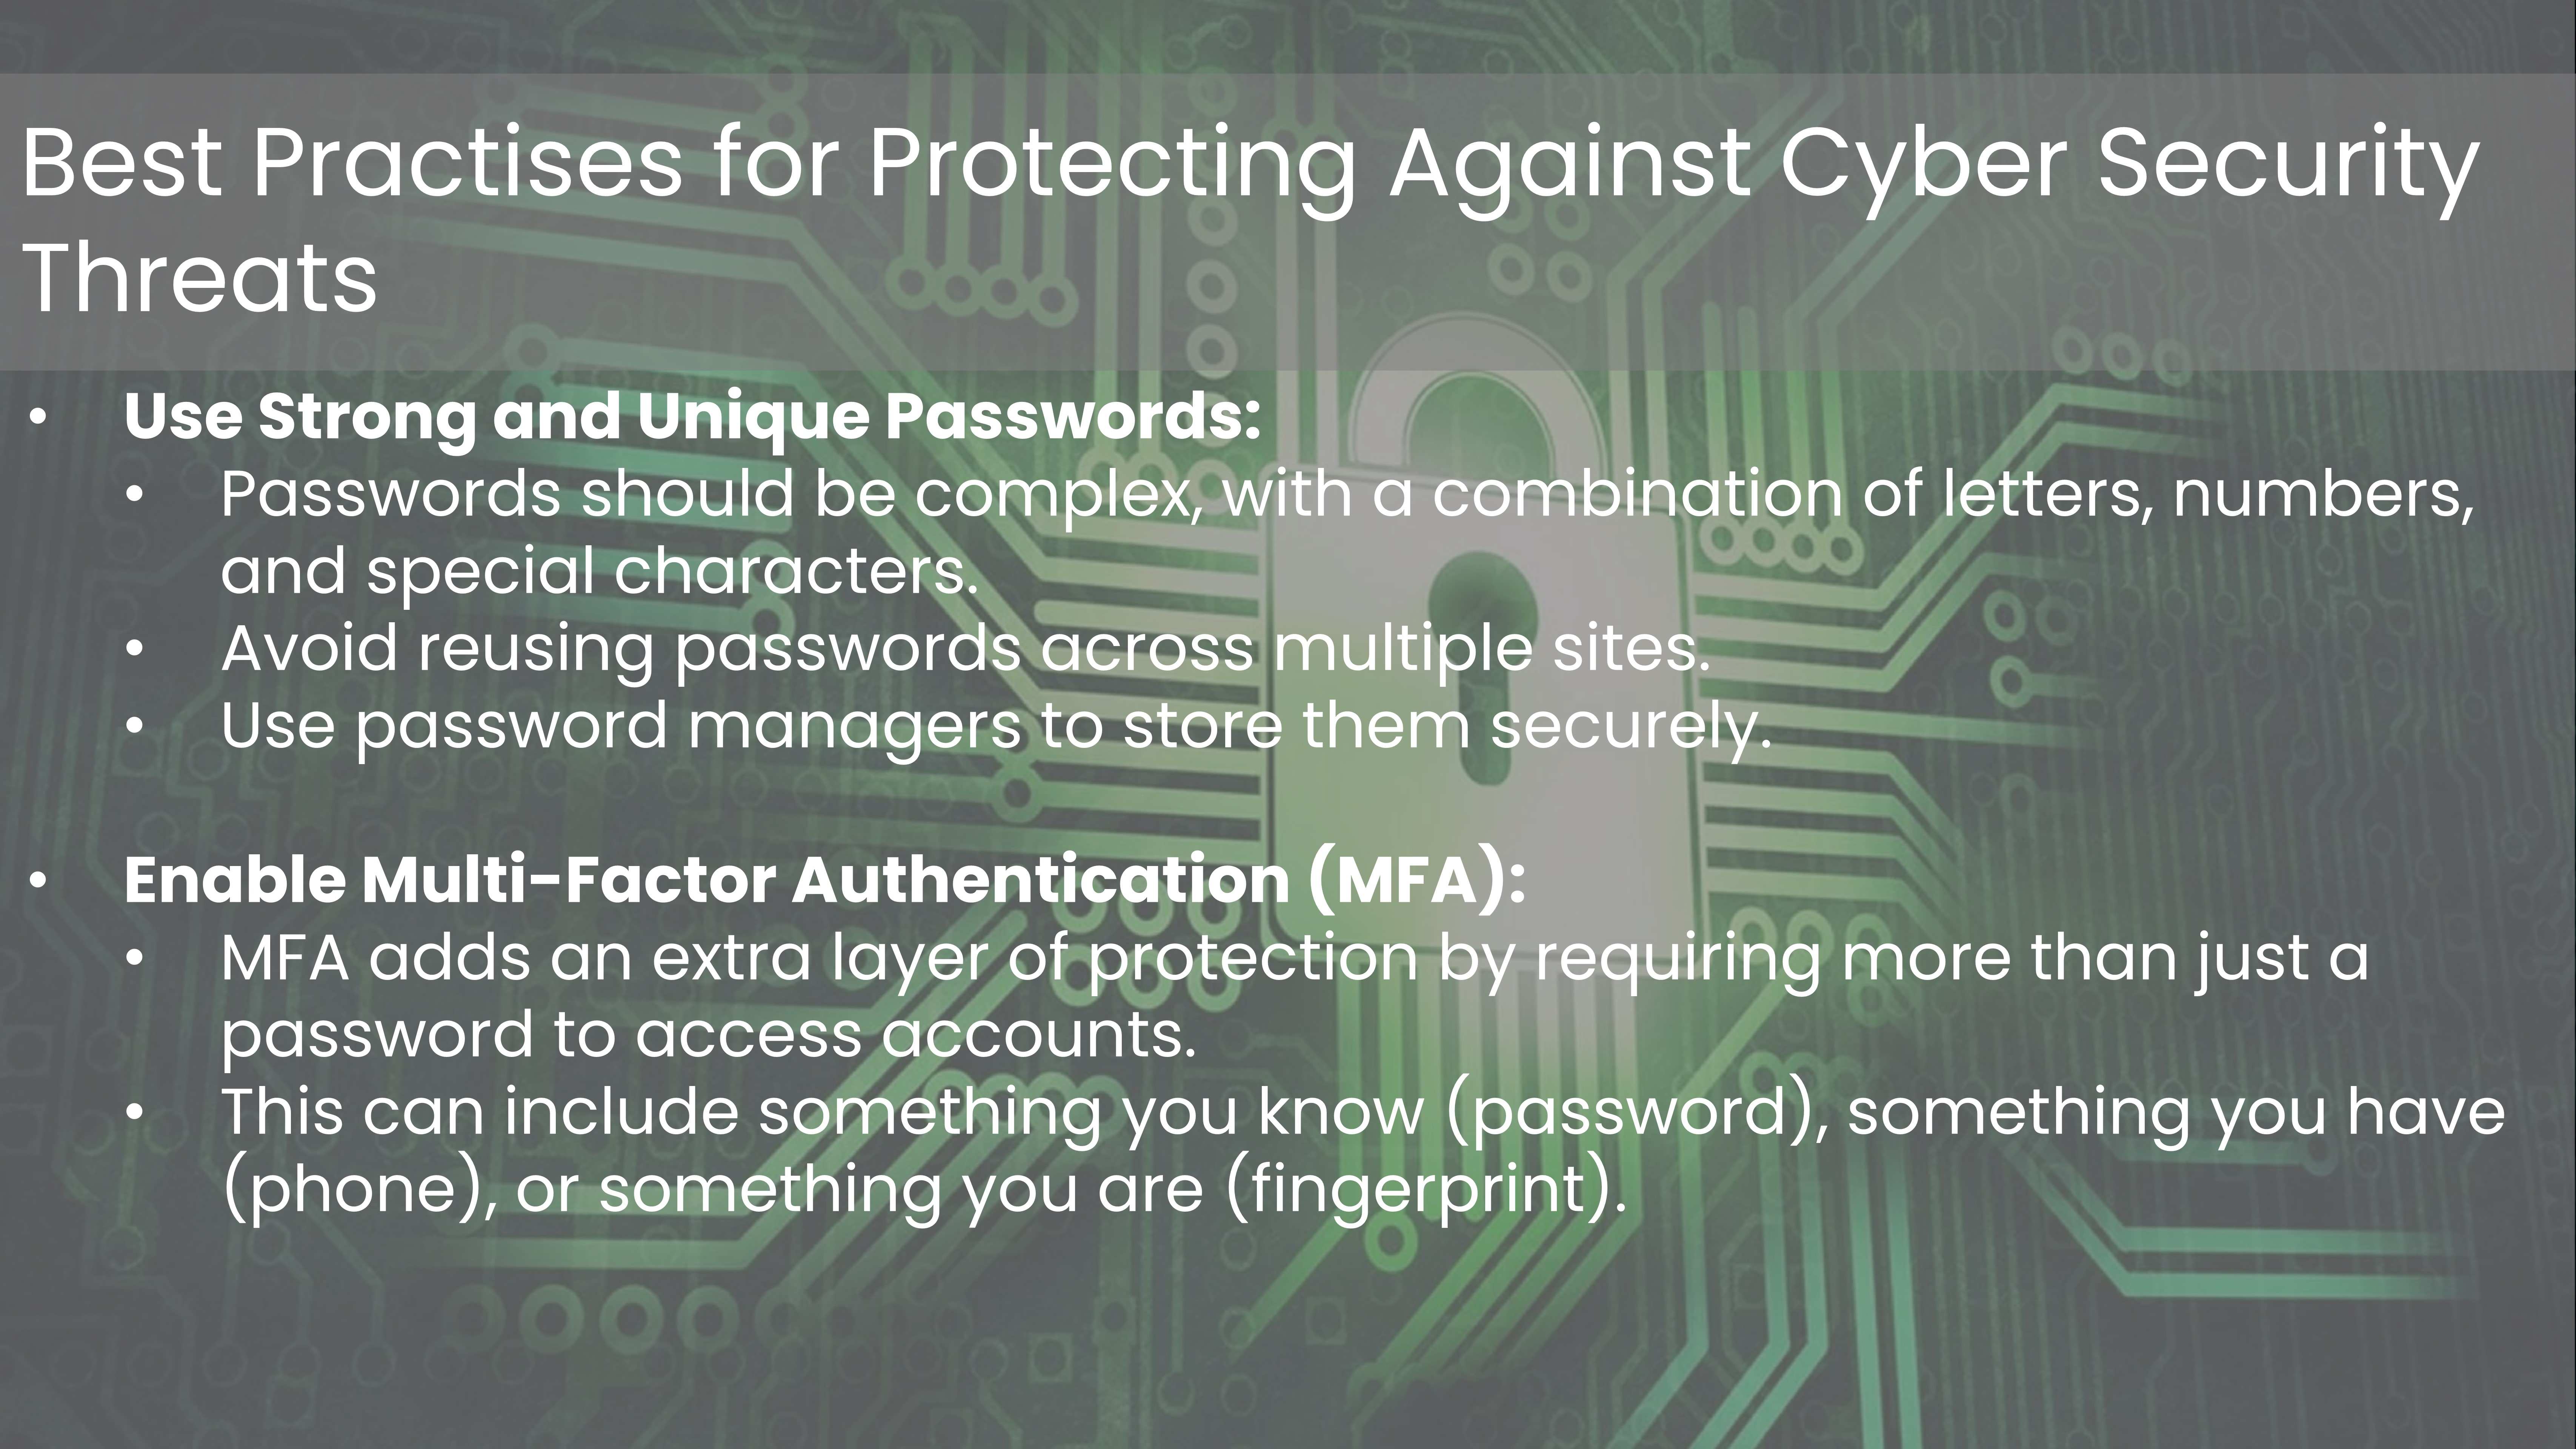 Best Practises for Protecting Against Cyber Security
Threats
• Use Strong and Unique Passwords:
• Passwords should be complex, with a combination of letters, numbers,
and special characters.
• Avoid reusing passwords across multiple sites.
• Use password managers to store them securely.
• Enable Multi-Factor Authentication (MFA):
• MFA adds an extra layer of protection by requiring more than just a
password to access accounts.
• This can include something you know (password), something you have
(phone), or something you are (fingerprint).